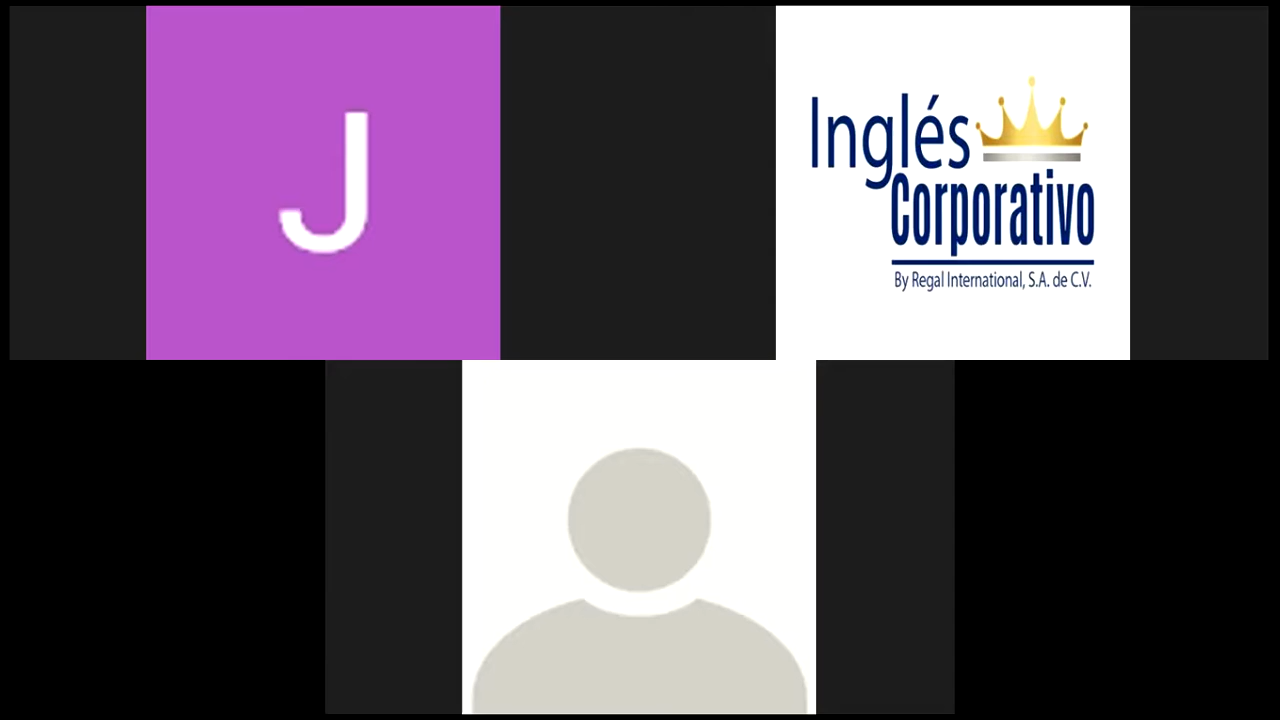 J
Inglés
Corporativo
By Regal International, S.A. de C.V.